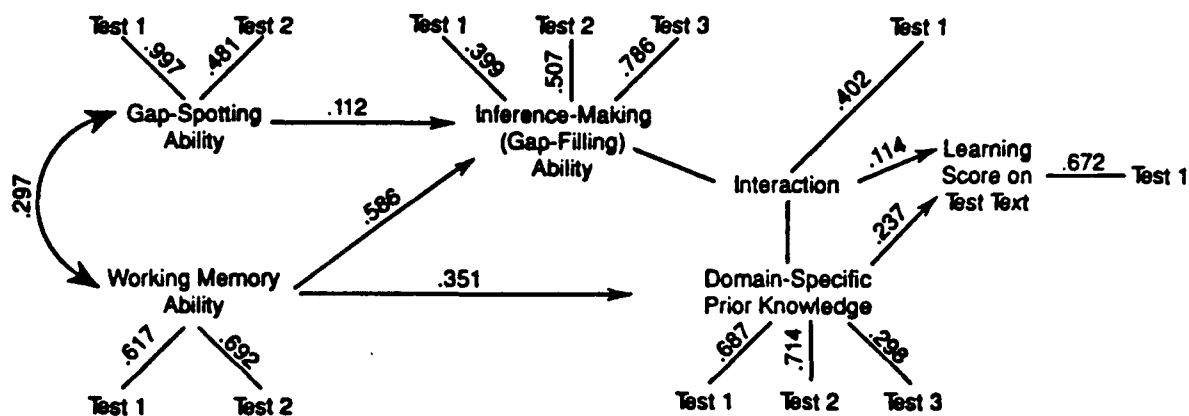 Test 1 Test 2 Test 1 Test 2 Test 3 Test 1
.997 .481 .399 .507 .786 .402
Gap-Spotting
Ability
.112
Inference-Making
(Gap-Filling)
Ability
.297
.586
Interaction
.114
Learning
Score on
Test Text
.672
Test 1
.237
Working Memory
Ability
.351
Domain-Specific
Prior Knowledge
.617 .692 .687 .714 .298
Test 1 Test 2 Test 1 Test 2 Test 3